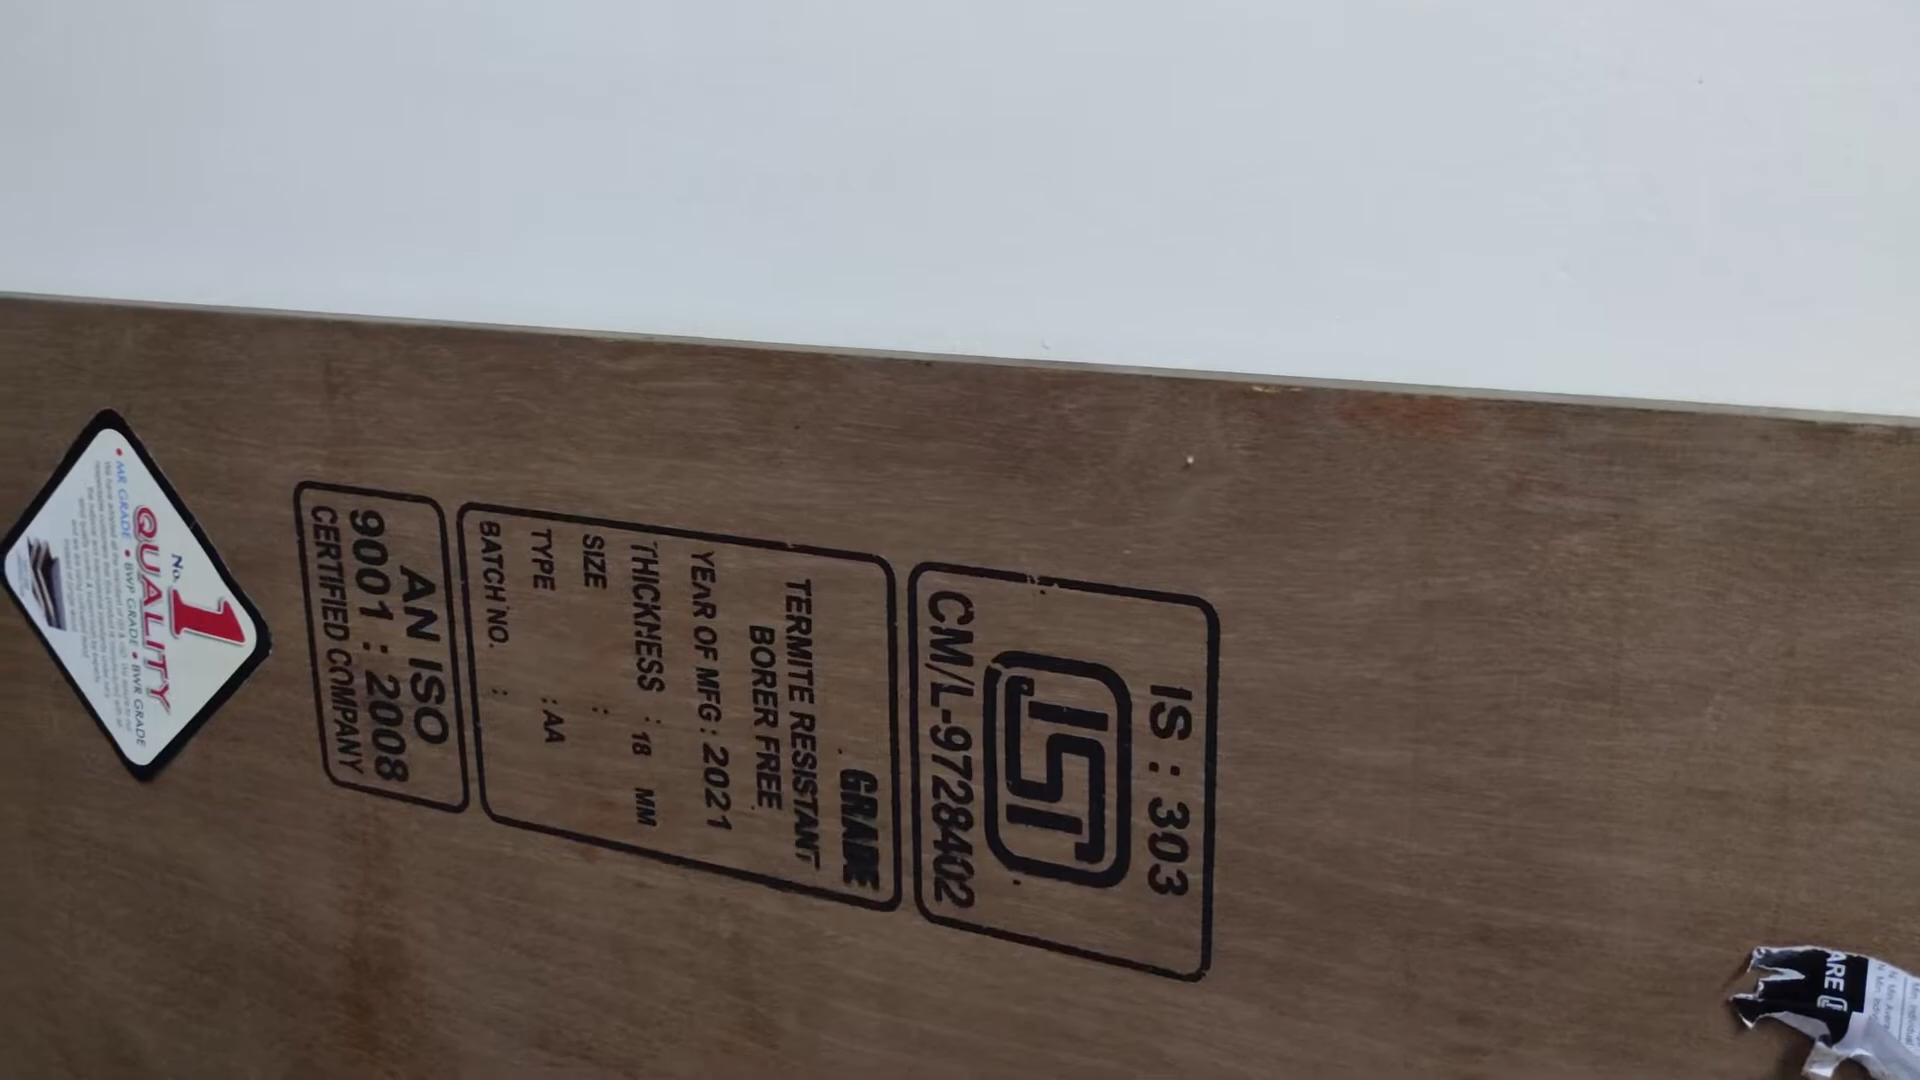 IS : 303
ISI
CM/L-9728402
GRADE
TERMITE RESISTANT
BORER FREE
YEAR OF MFG : 2021
THICKNESS : 18 MM
SIZE :
TYPE : AA
BATCH NO. :
AN ISO
9001 : 2008
CERTIFIED COMPANY
No. 1
QUALITY
• MR GRADE • BWP GRADE • BWR GRADE
ARE